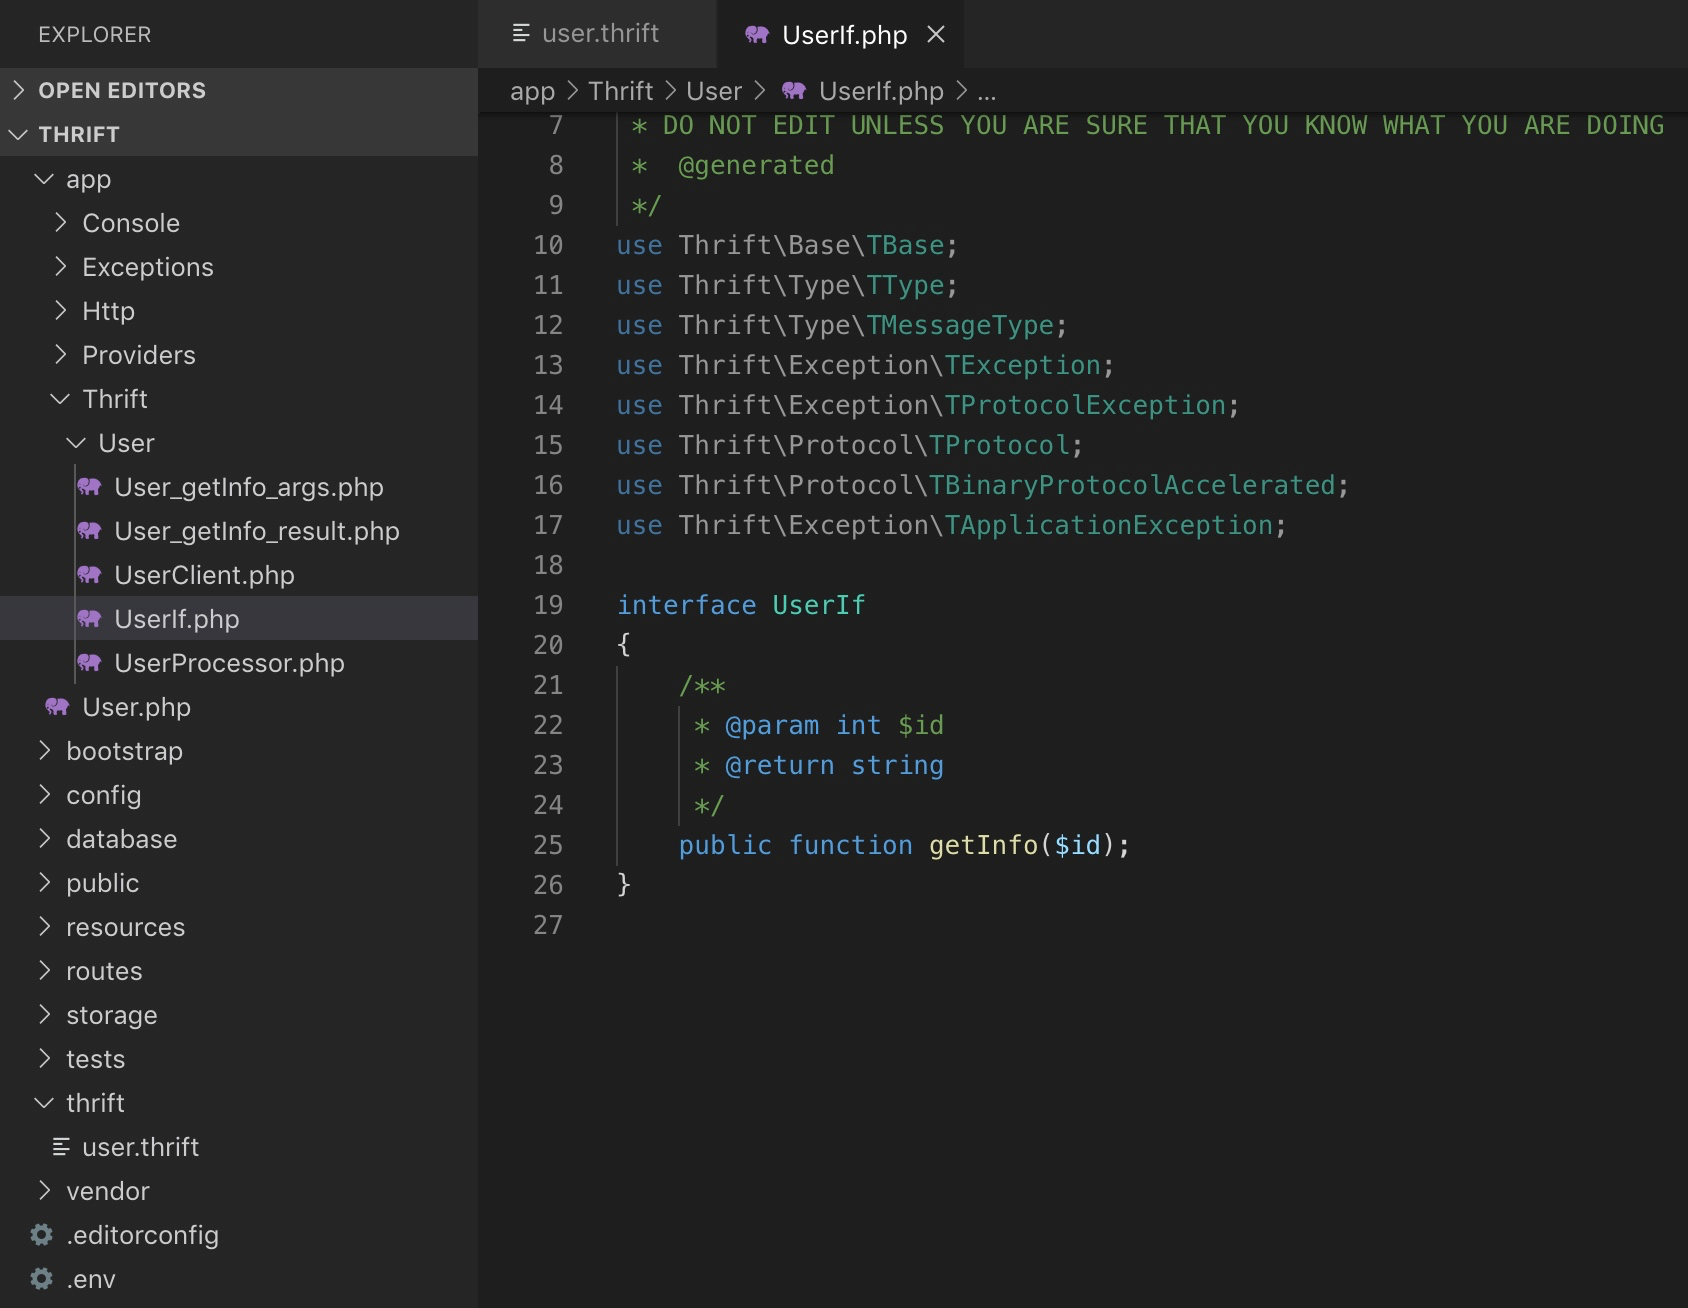 EXPLORER
OPEN EDITORS
THRIFT
app
Console
Exceptions
Http
Providers
Thrift
User
User_getInfo_args.php
User_getInfo_result.php
UserClient.php
UserIf.php
UserProcessor.php
User.php
bootstrap
config
database
public
resources
routes
storage
tests
thrift
user.thrift
vendor
.editorconfig
.env
user.thrift
UserIf.php
app > Thrift > User > UserIf.php > ...
7 * DO NOT EDIT UNLESS YOU ARE SURE THAT YOU KNOW WHAT YOU ARE DOING
8 *  @generated
9 */
10 use Thrift\Base\TBase;
11 use Thrift\Type\TType;
12 use Thrift\Type\TMessageType;
13 use Thrift\Exception\TException;
14 use Thrift\Exception\TProtocolException;
15 use Thrift\Protocol\TProtocol;
16 use Thrift\Protocol\TBinaryProtocolAccelerated;
17 use Thrift\Exception\TApplicationException;
18
19 interface UserIf
20 {
21     /**
22      * @param int $id
23      * @return string
24      */
25     public function getInfo($id);
26 }
27